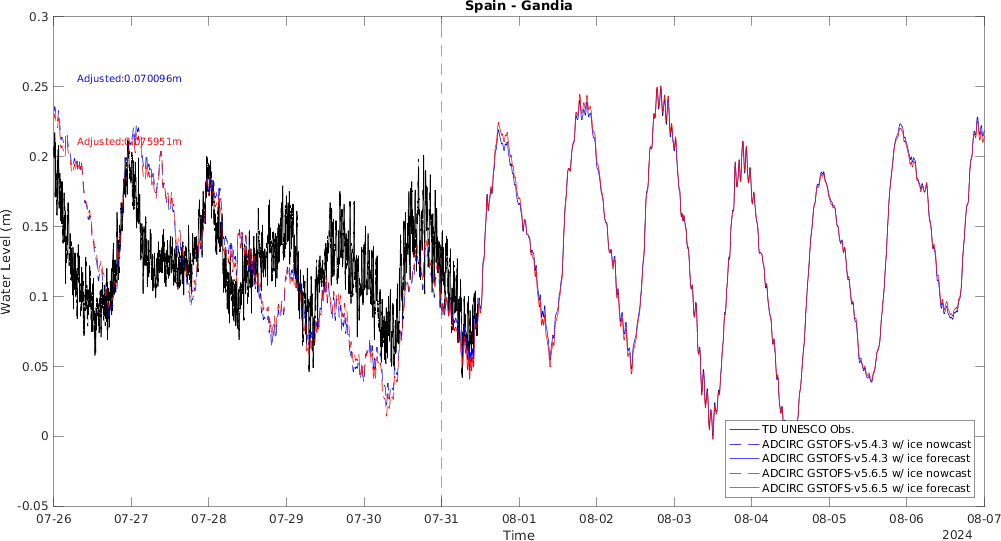 Spain - Gandia
0.3
0.25
0.2
0.15
0.1
0.05
0
-0.05
Water Level (m)
Adjusted:0.070096m
Adjusted:0.075951m
TD UNESCO Obs.
ADCIRC GSTOFS-v5.4.3 w/ ice nowcast
ADCIRC GSTOFS-v5.4.3 w/ ice forecast
ADCIRC GSTOFS-v5.6.5 w/ ice nowcast
ADCIRC GSTOFS-v5.6.5 w/ ice forecast
07-26 07-27 07-28 07-29 07-30 07-31 08-01 08-02 08-03 08-04 08-05 08-06 08-07
Time
2024